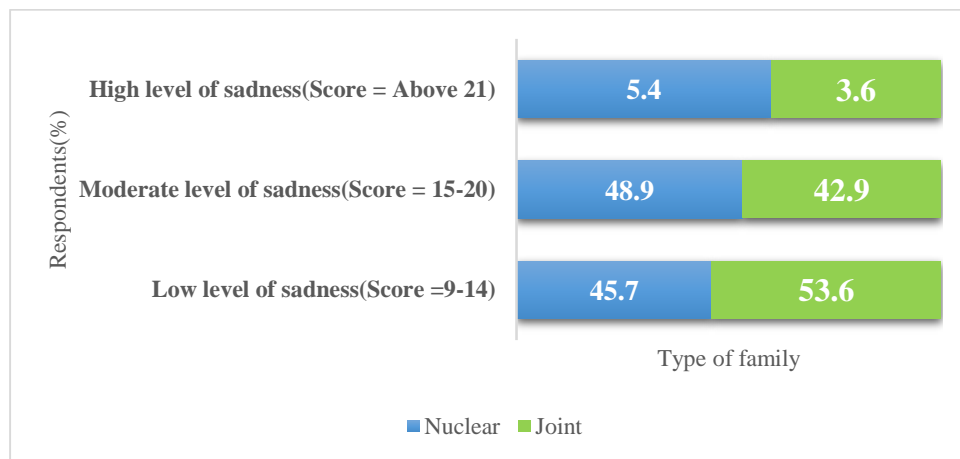 Respondents(%)
High level of sadness(Score = Above 21)
5.4
3.6
Moderate level of sadness(Score = 15-20)
48.9
42.9
Low level of sadness(Score =9-14)
45.7
53.6
Type of family
Nuclear
Joint